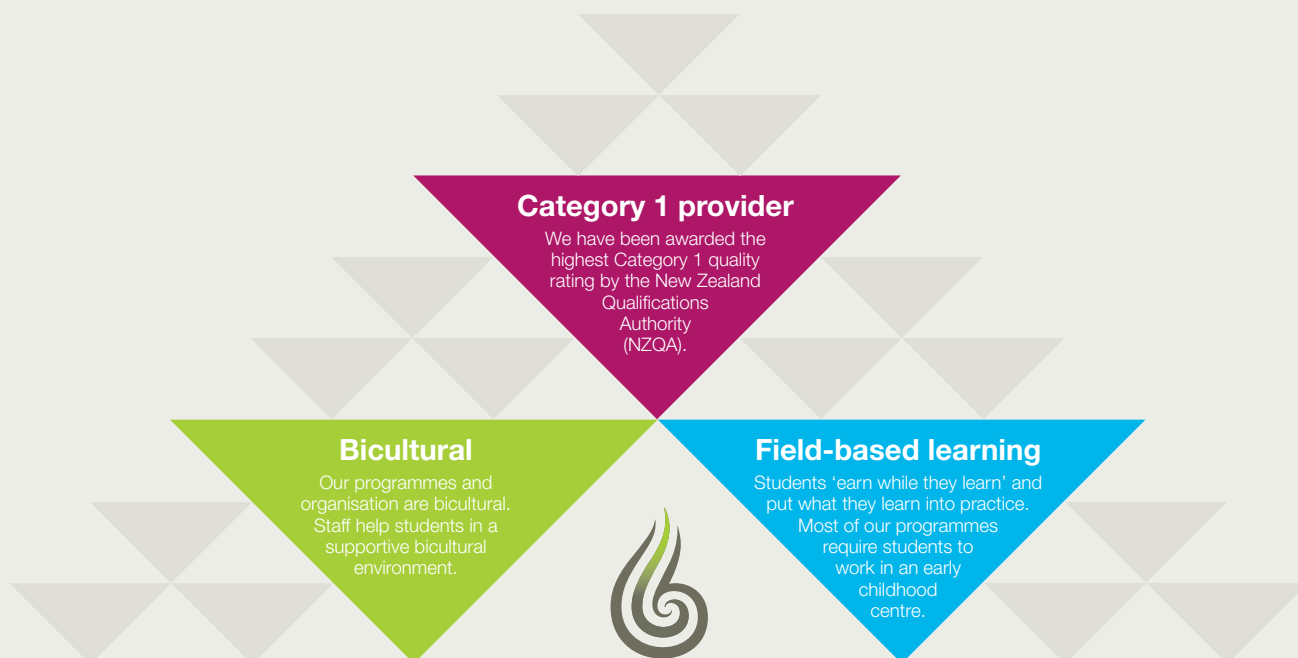 Category 1 provider
We have been awarded the
highest Category 1 quality
rating by the New Zealand
Qualifications
Authority
(NZQA).
Bicultural
Our programmes and
organisation are bicultural.
Staff help students in a
supportive bicultural
environment.
Field-based learning
Students ‘earn while they learn’ and
put what they learn into practice.
Most of our programmes
require students to
work in an early
childhood
centre.